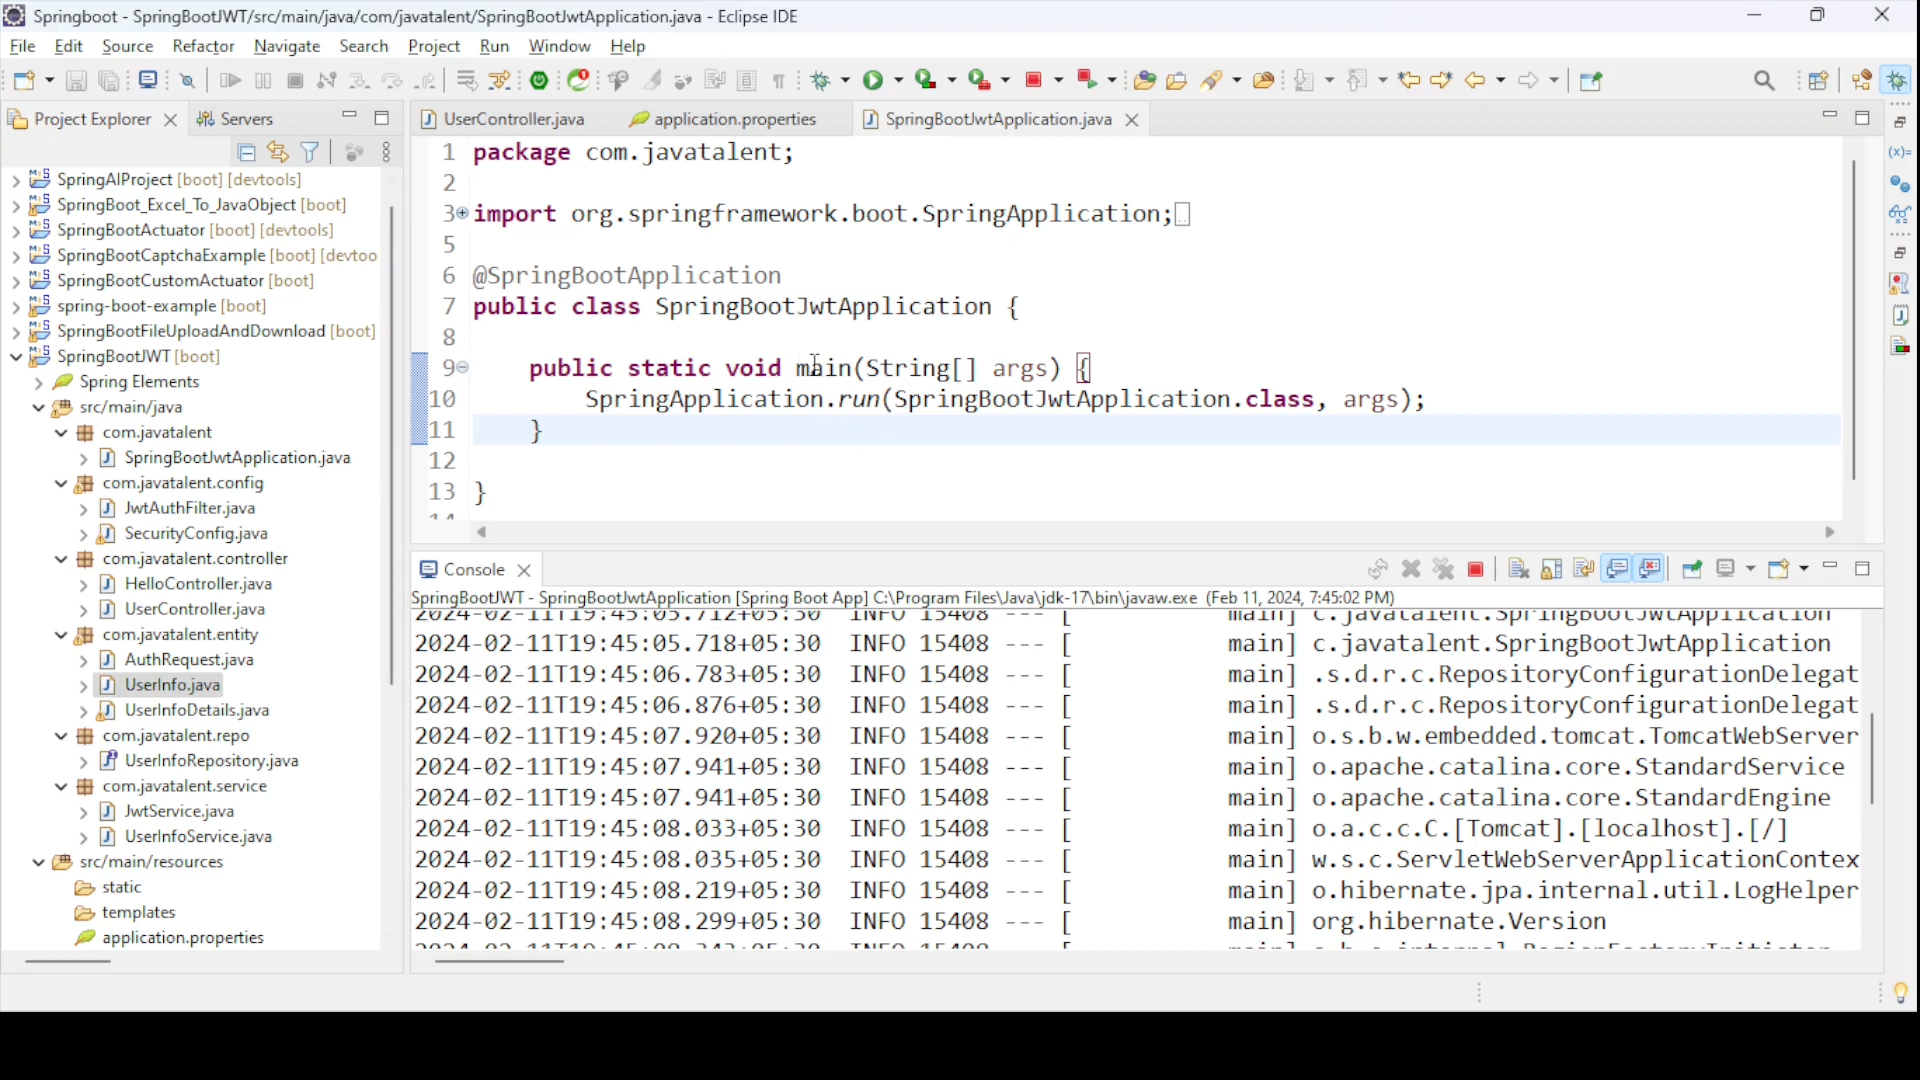 Springboot - SpringBootJWT/src/main/java/com/javatalent/SpringBootJwtApplication.java - Eclipse IDE
File Edit Source Refactor Navigate Search Project Run Window Help
Project Explorer Servers
SpringAIProject [boot] [devtools]
SpringBoot_Excel_To_JavaObject [boot]
SpringBootActuator [boot] [devtools]
SpringBootCaptchaExample [boot] [devtoo
SpringBootCustomActuator [boot]
spring-boot-example [boot]
SpringBootFileUploadAndDownload [boot]
SpringBootJWT [boot]
Spring Elements
src/main/java
com.javatalent
SpringBootJwtApplication.java
com.javatalent.config
JwtAuthFilter.java
SecurityConfig.java
com.javatalent.controller
HelloController.java
UserController.java
com.javatalent.entity
AuthRequest.java
UserInfo.java
UserInfoDetails.java
com.javatalent.repo
UserInfoRepository.java
com.javatalent.service
JwtService.java
UserInfoService.java
src/main/resources
static
templates
application.properties
UserController.java application.properties SpringBootJwtApplication.java
1 package com.javatalent;
2
3 import org.springframework.boot.SpringApplication;
5
6 @SpringBootApplication
7 public class SpringBootJwtApplication {
8
9 public static void main(String[] args) {
10 SpringApplication.run(SpringBootJwtApplication.class, args);
11 }
12
13 }
14
Console
SpringBootJWT - SpringBootJwtApplication [Spring Boot App] C:\Program Files\Java\jdk-17\bin\javaw.exe (Feb 11, 2024, 7:45:02 PM)
2024-02-11T19:45:05.712+05:30 INFO 15408 --- [ main] c.javatalent.SpringBootJwtApplication
2024-02-11T19:45:05.718+05:30 INFO 15408 --- [ main] c.javatalent.SpringBootJwtApplication
2024-02-11T19:45:06.783+05:30 INFO 15408 --- [ main] .s.d.r.c.RepositoryConfigurationDelegat
2024-02-11T19:45:06.876+05:30 INFO 15408 --- [ main] .s.d.r.c.RepositoryConfigurationDelegat
2024-02-11T19:45:07.920+05:30 INFO 15408 --- [ main] o.s.b.w.embedded.tomcat.TomcatWebServer
2024-02-11T19:45:07.941+05:30 INFO 15408 --- [ main] o.apache.catalina.core.StandardService
2024-02-11T19:45:07.941+05:30 INFO 15408 --- [ main] o.apache.catalina.core.StandardEngine
2024-02-11T19:45:08.033+05:30 INFO 15408 --- [ main] o.a.c.c.C.[Tomcat].[localhost].[/]
2024-02-11T19:45:08.035+05:30 INFO 15408 --- [ main] w.s.c.ServletWebServerApplicationContex
2024-02-11T19:45:08.219+05:30 INFO 15408 --- [ main] o.hibernate.jpa.internal.util.LogHelper
2024-02-11T19:45:08.299+05:30 INFO 15408 --- [ main] org.hibernate.Version